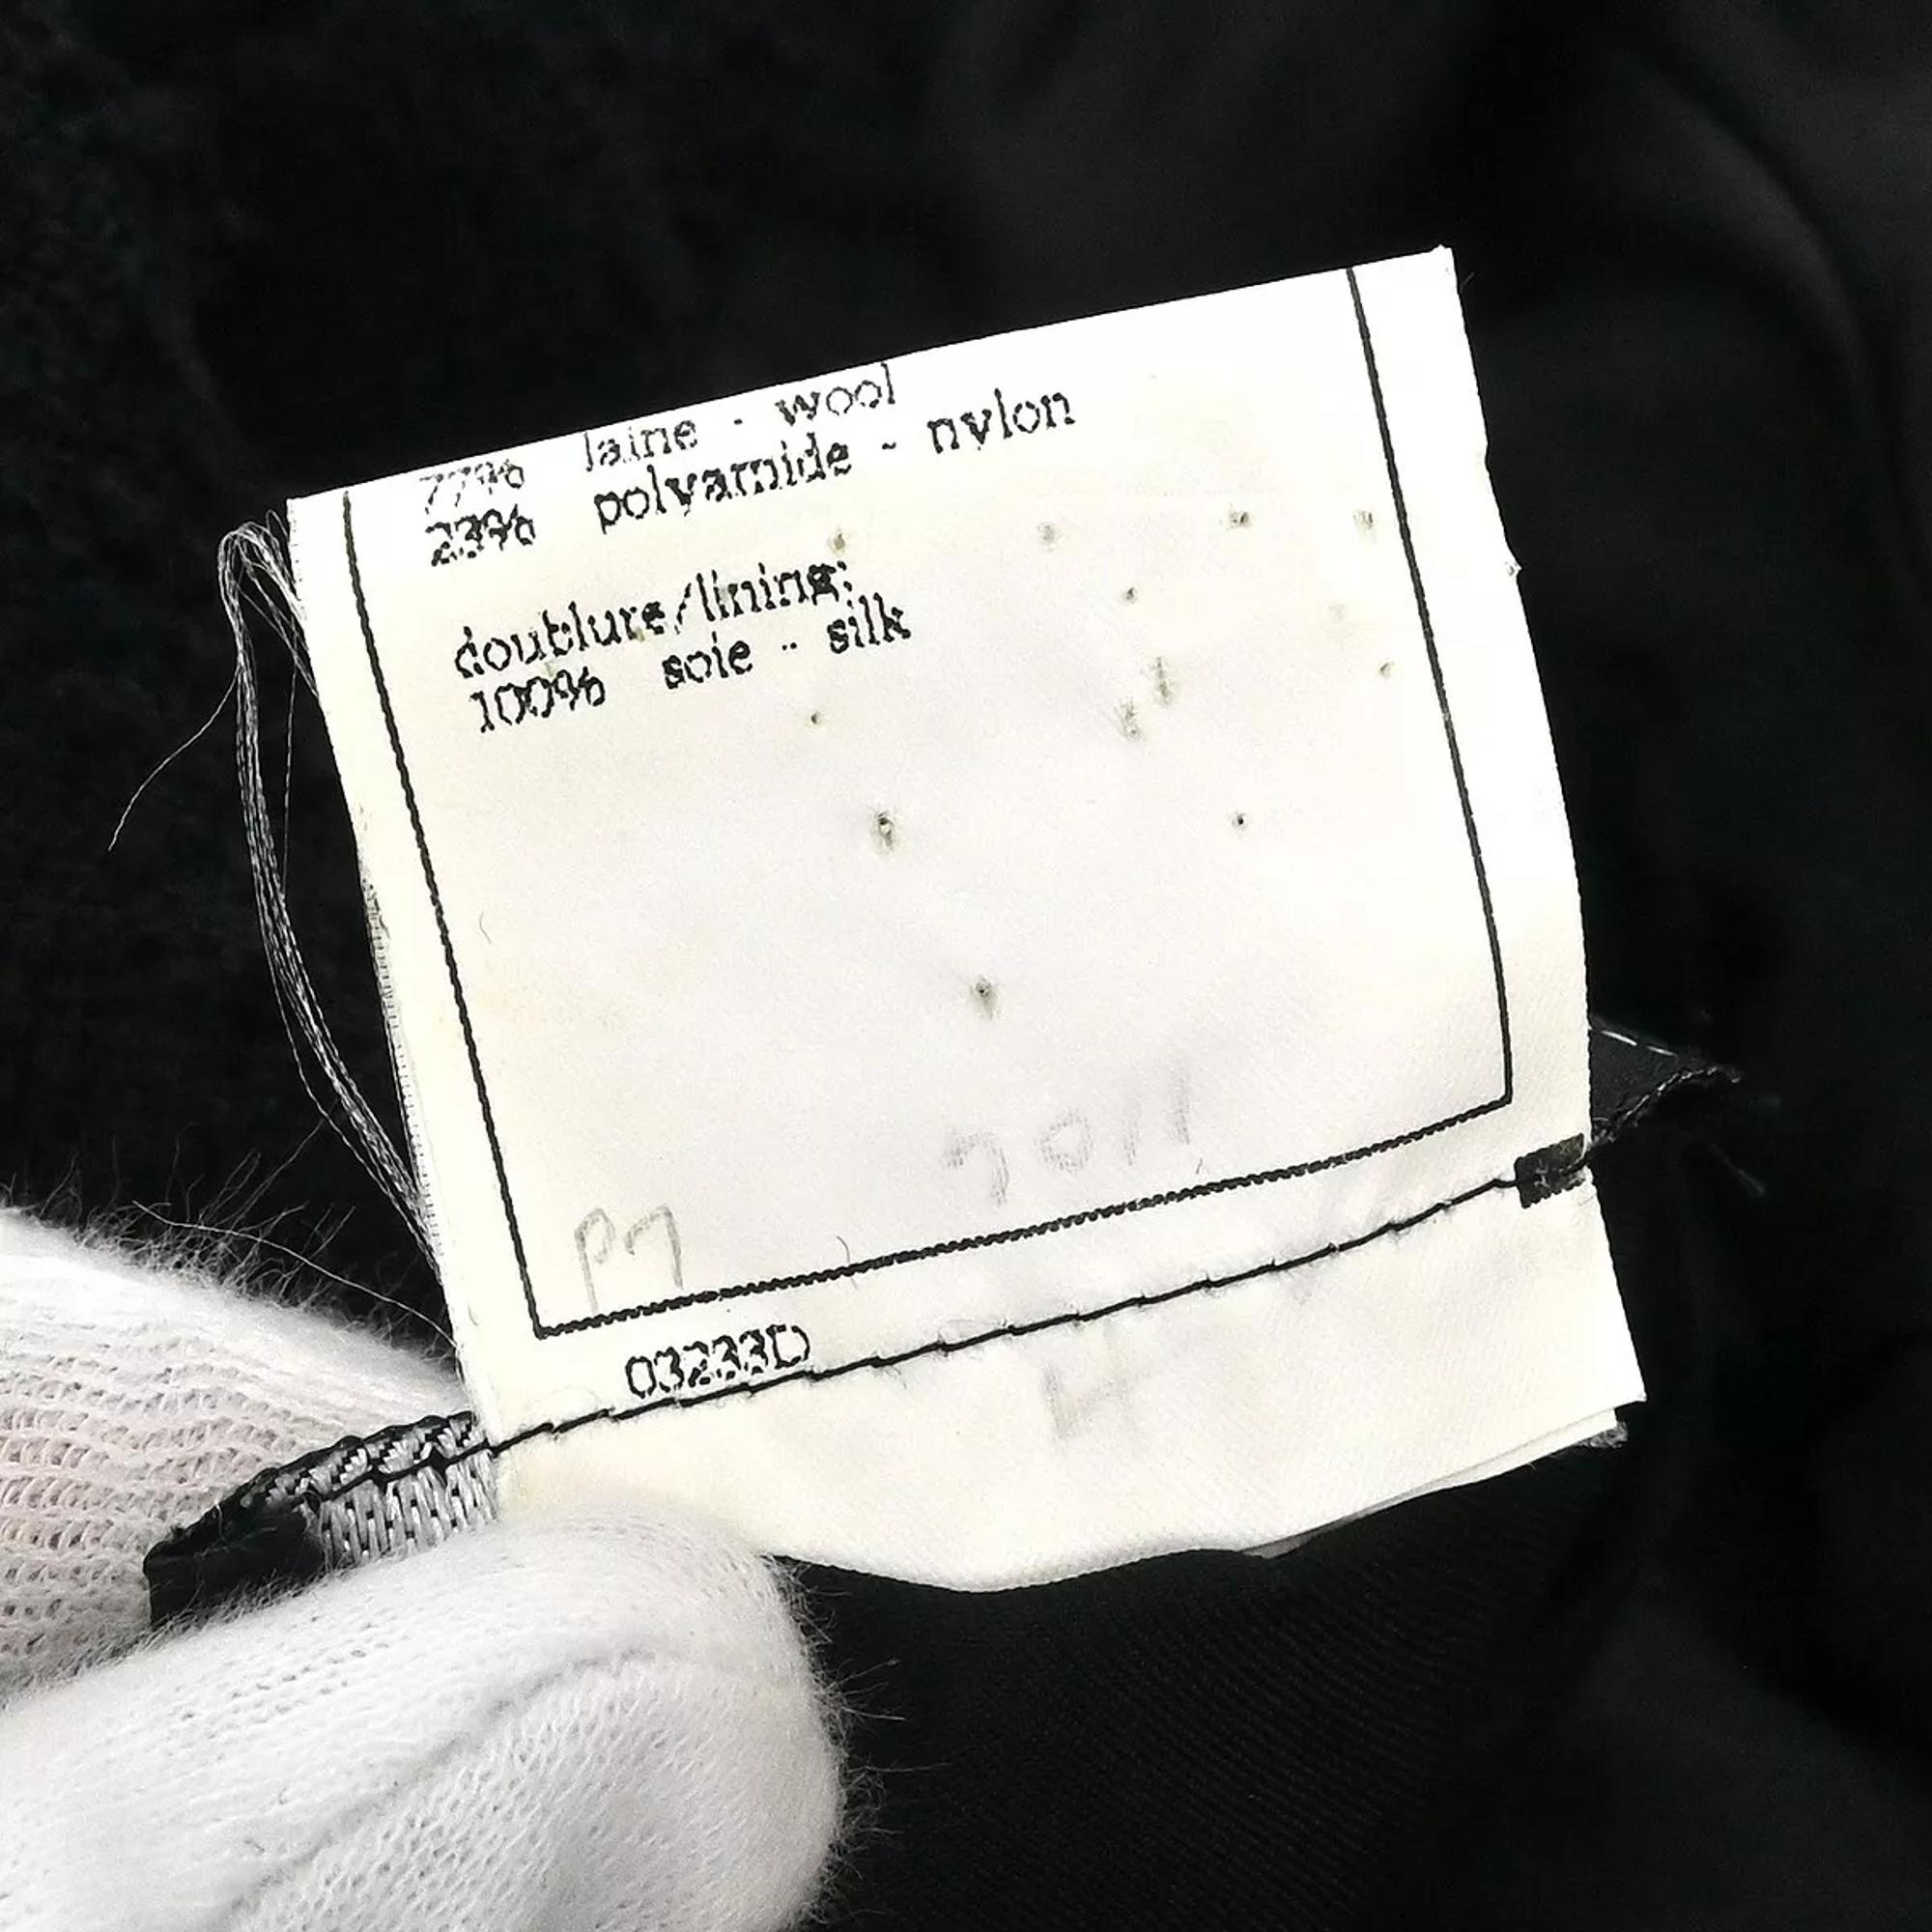 77% laine - wool
23% polyamide - nylon
doublure/lining:
100% soie - silk
03233D